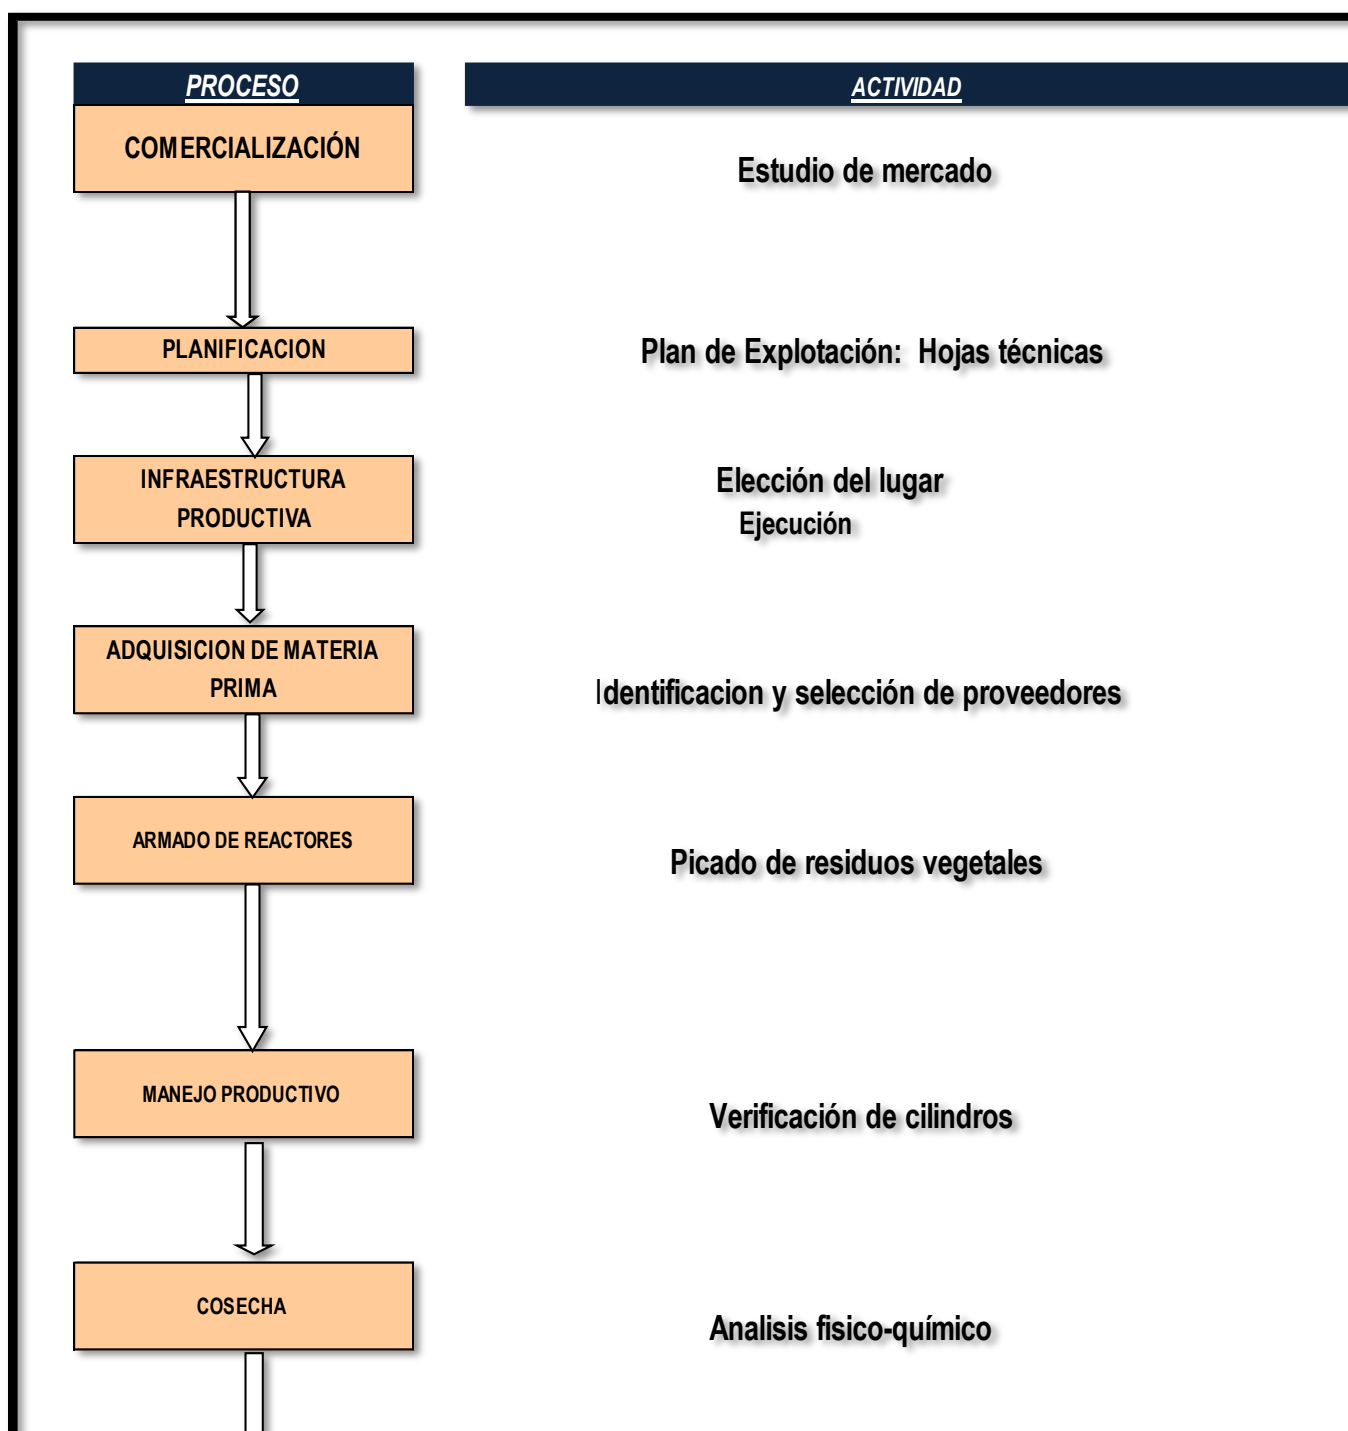 PROCESO
ACTIVIDAD
COMERCIALIZACIÓN
Estudio de mercado
PLANIFICACION
Plan de Explotación:  Hojas técnicas
INFRAESTRUCTURA
PRODUCTIVA
Elección del lugar
Ejecución
ADQUISICION DE MATERIA
PRIMA
Identificacion y selección de proveedores
ARMADO DE REACTORES
Picado de residuos vegetales
MANEJO PRODUCTIVO
Verificación de cilindros
COSECHA
Analisis fisico-químico